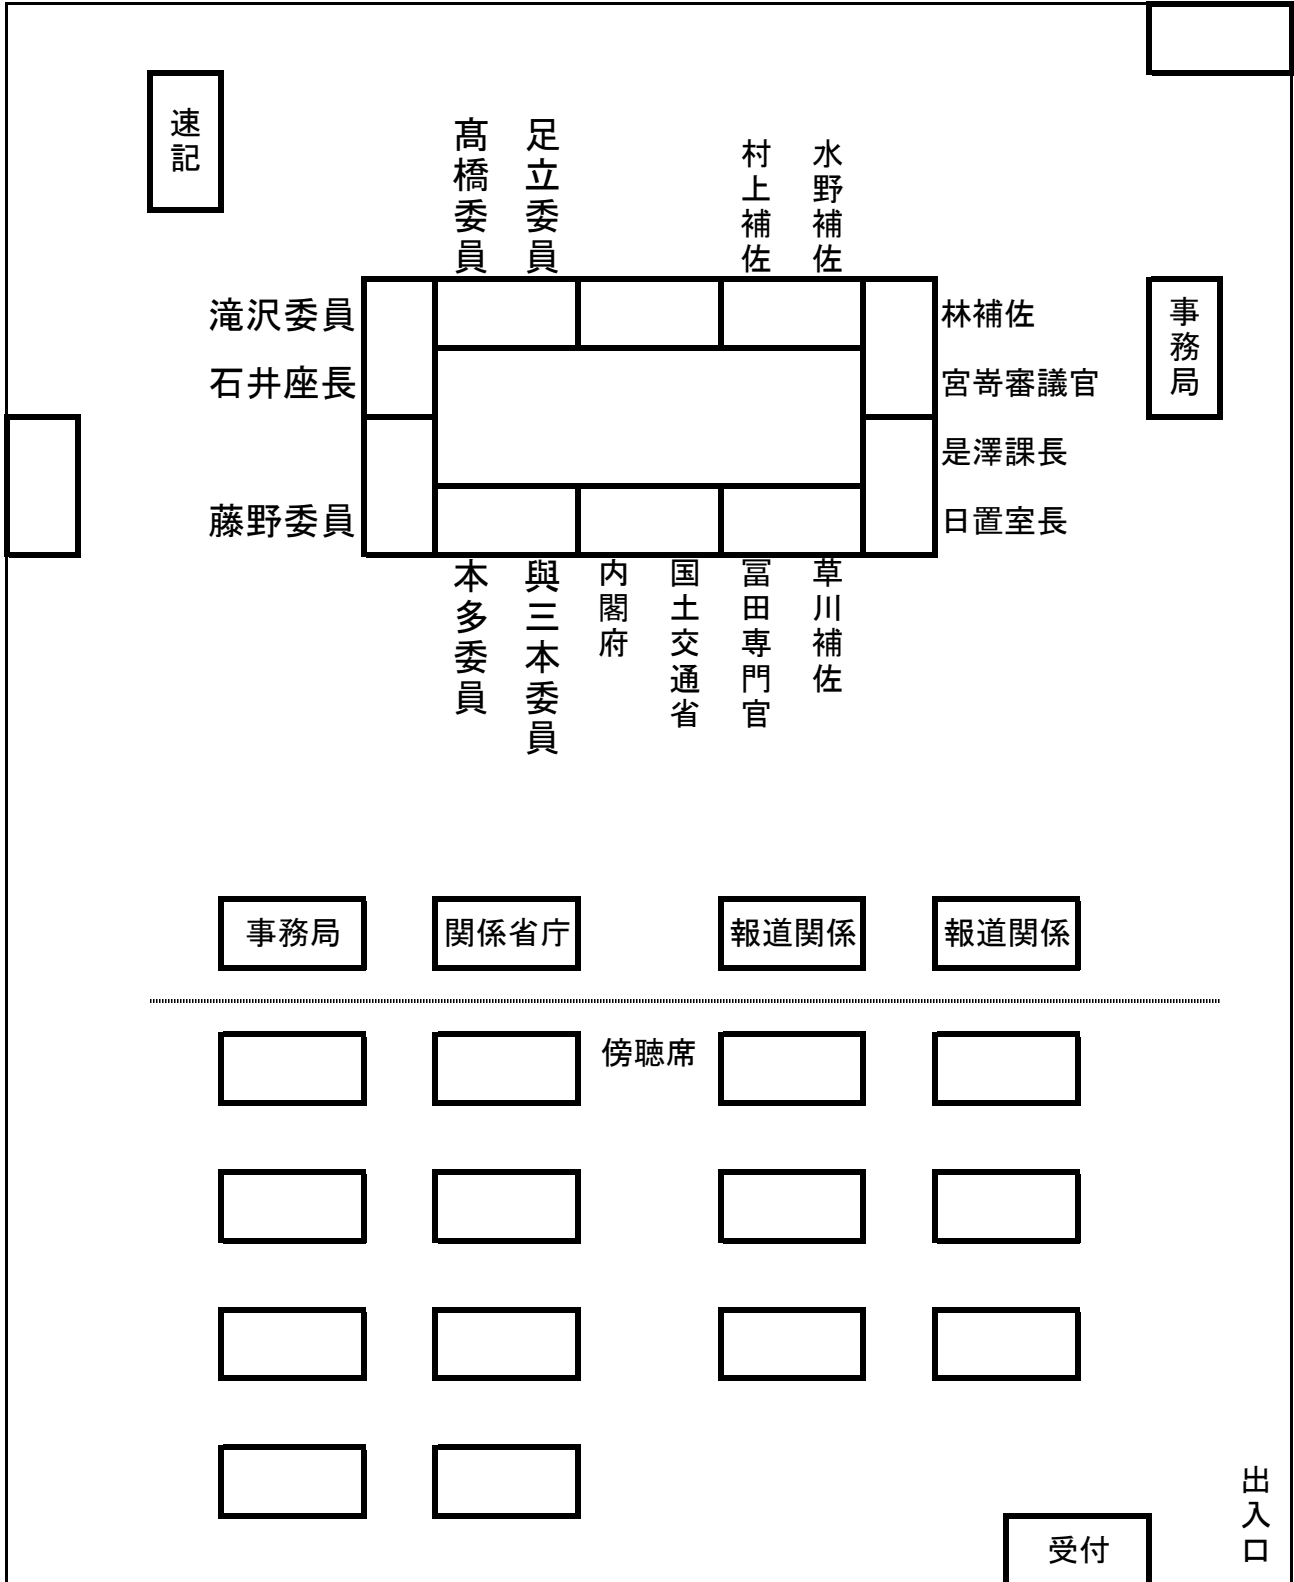 速記
髙橋委員
足立委員
村上補佐
水野補佐
滝沢委員
石井座長
藤野委員
林補佐
宮嵜審議官
是澤課長
日置室長
事務局
本多委員
與三本委員
内閣府
国土交通省
冨田専門官
草川補佐
事務局
関係省庁
報道関係
報道関係
傍聴席
出入口
受付